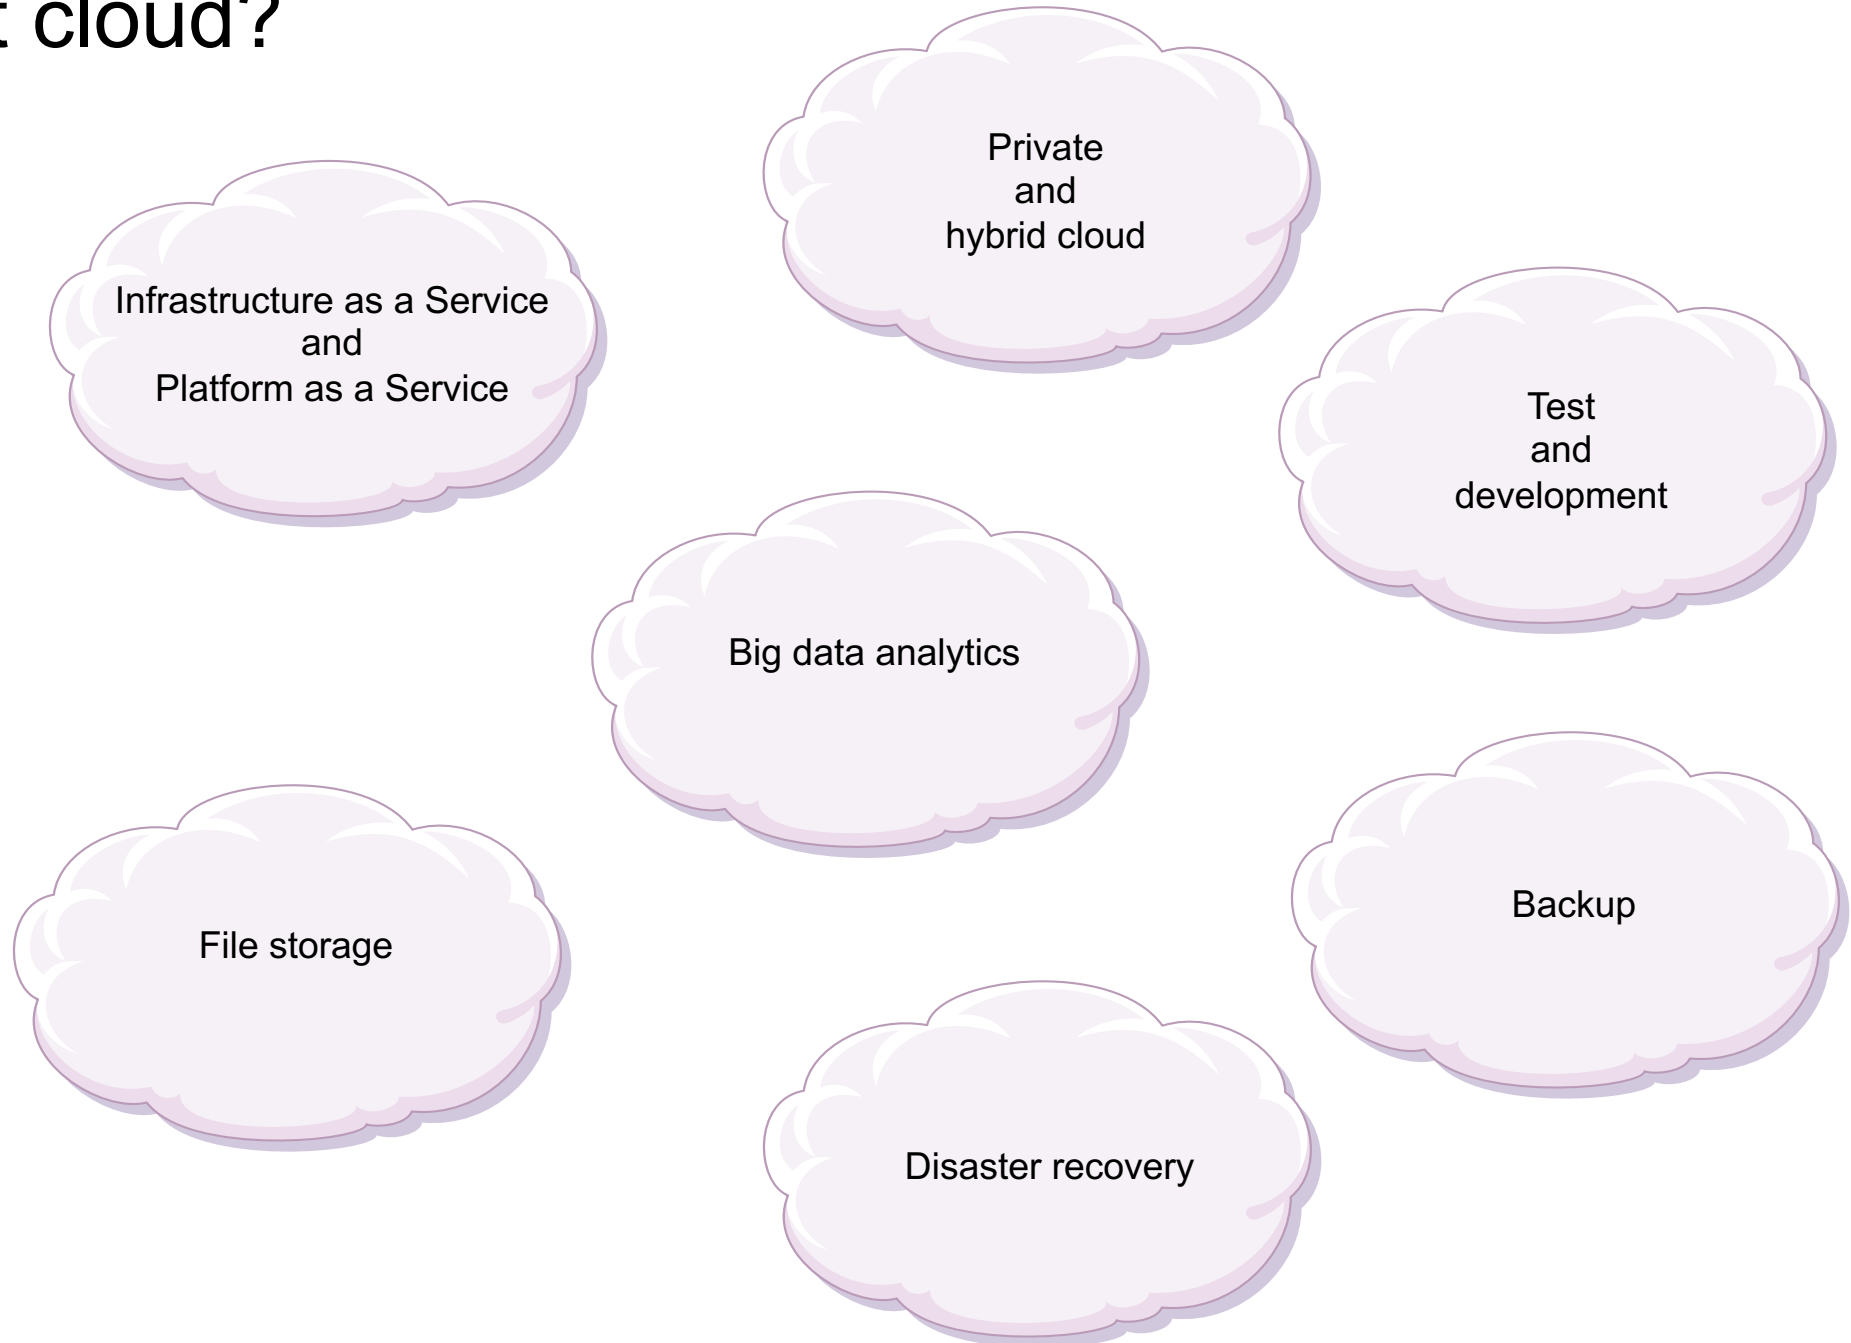 cloud?
Private
and
hybrid cloud
Infrastructure as a Service
and
Platform as a Service
Test
and
development
Big data analytics
Backup
File storage
Disaster recovery